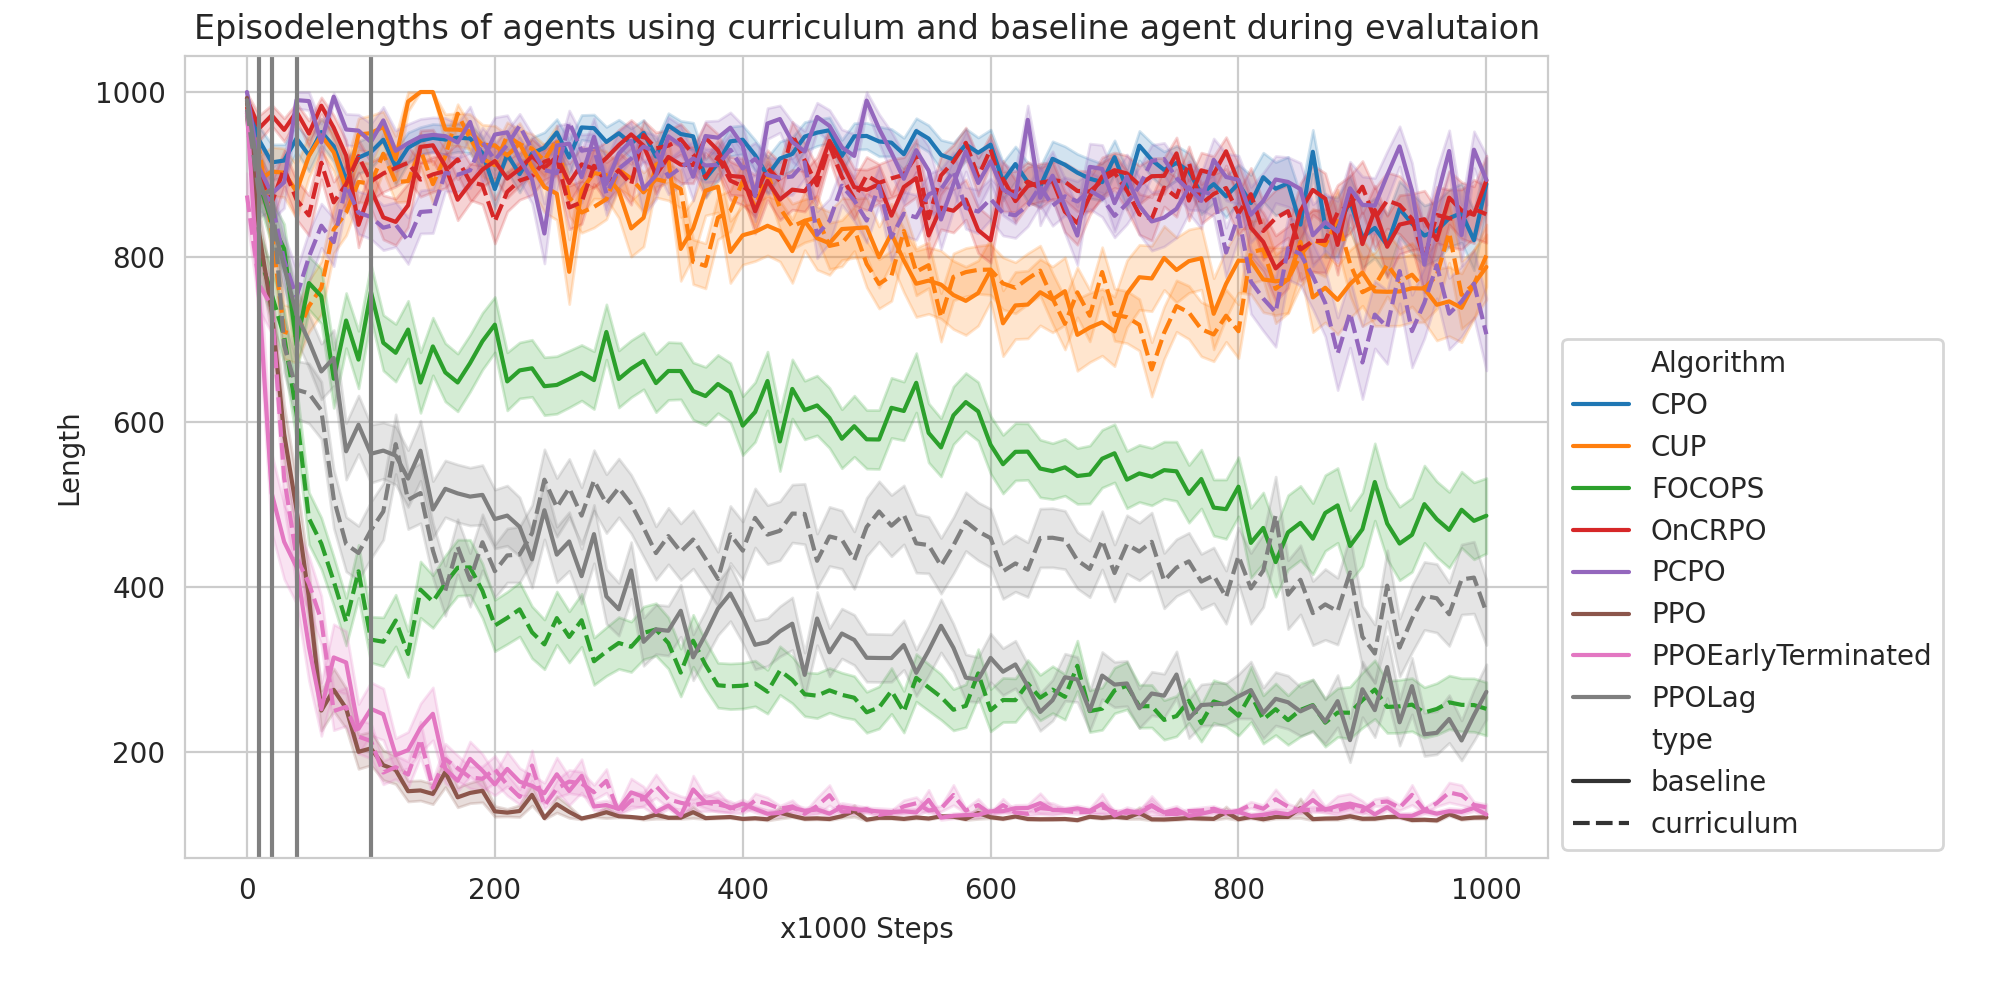 Episodelengths of agents using curriculum and baseline agent during evalutaion
1000
800
600
400
200
Length
0 200 400 600 800 1000
x1000 Steps
Algorithm
CPO
CUP
FOCOPS
OnCRPO
PCPO
PPO
PPOEarlyTerminated
PPOLag
type
baseline
curriculum